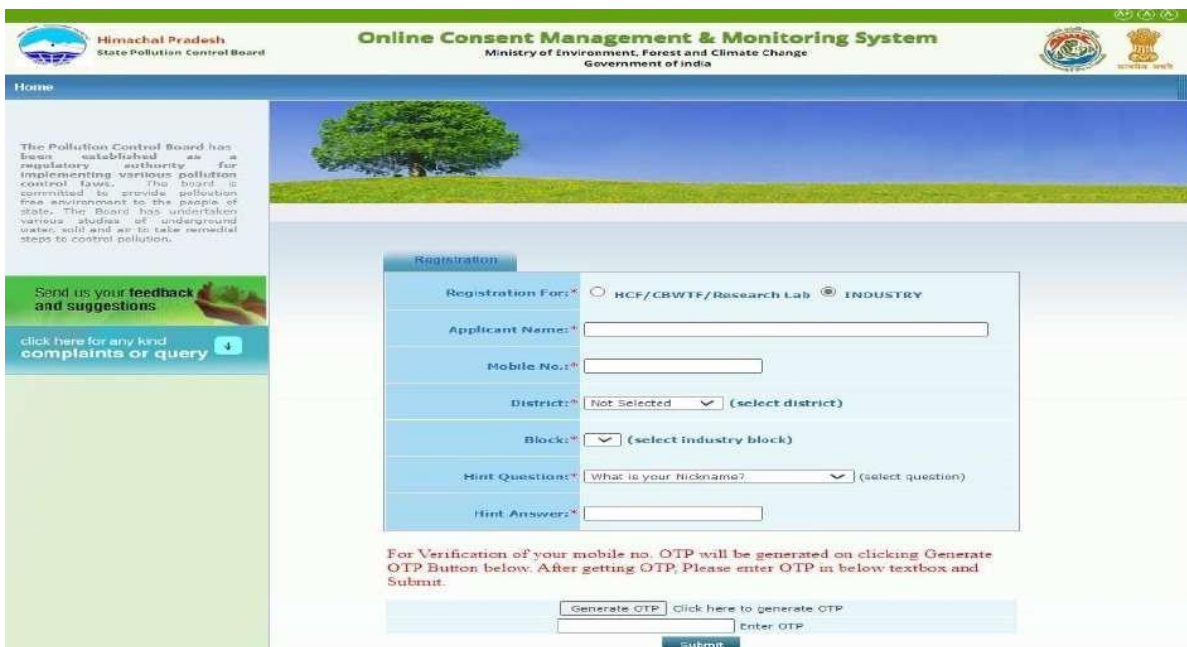 A+ A A
Himachal Pradesh
State Pollution Control Board
Online Consent Management & Monitoring System
Ministry of Environment, Forest and Climate Change
Government of India
Home
The Pollution Control Board has
been established as a
regulatory authority for
implementing various pollution
control laws. The board is
committed to provide pollution
free environment to the people of
state. The Board has undertaken
various studies of underground
water, soil and air to take remedial
steps to control pollution.
Send us your feedback
and suggestions
click here for any kind
complaints or query
Registration
Registration For:* HCF/CBWTF/Research Lab INDUSTRY
Applicant Name:*
Mobile No.:*
District:* Not Selected (select district)
Block:* (select industry block)
Hint Question:* What is your Nickname? (select question)
Hint Answer:*
For Verification of your mobile no. OTP will be generated on clicking Generate
OTP Button below. After getting OTP, Please enter OTP in below textbox and
Submit.
Generate OTP Click here to generate OTP
Enter OTP
Submit